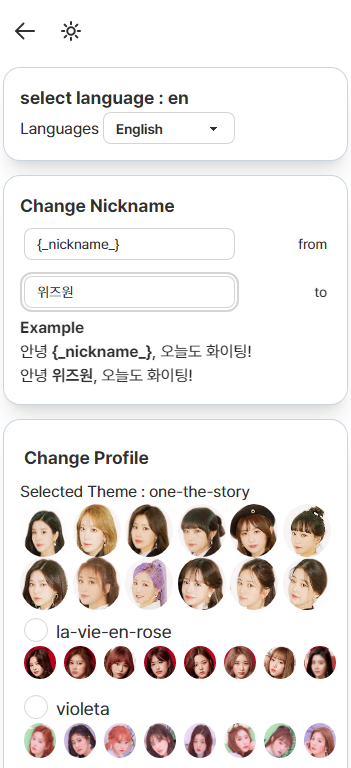 select language : en
Languages English
Change Nickname
{_nickname_} from
위즈원 to
Example
안녕 {_nickname_}, 오늘도 화이팅!
안녕 위즈원, 오늘도 화이팅!
Change Profile
Selected Theme : one-the-story
la-vie-en-rose
violeta